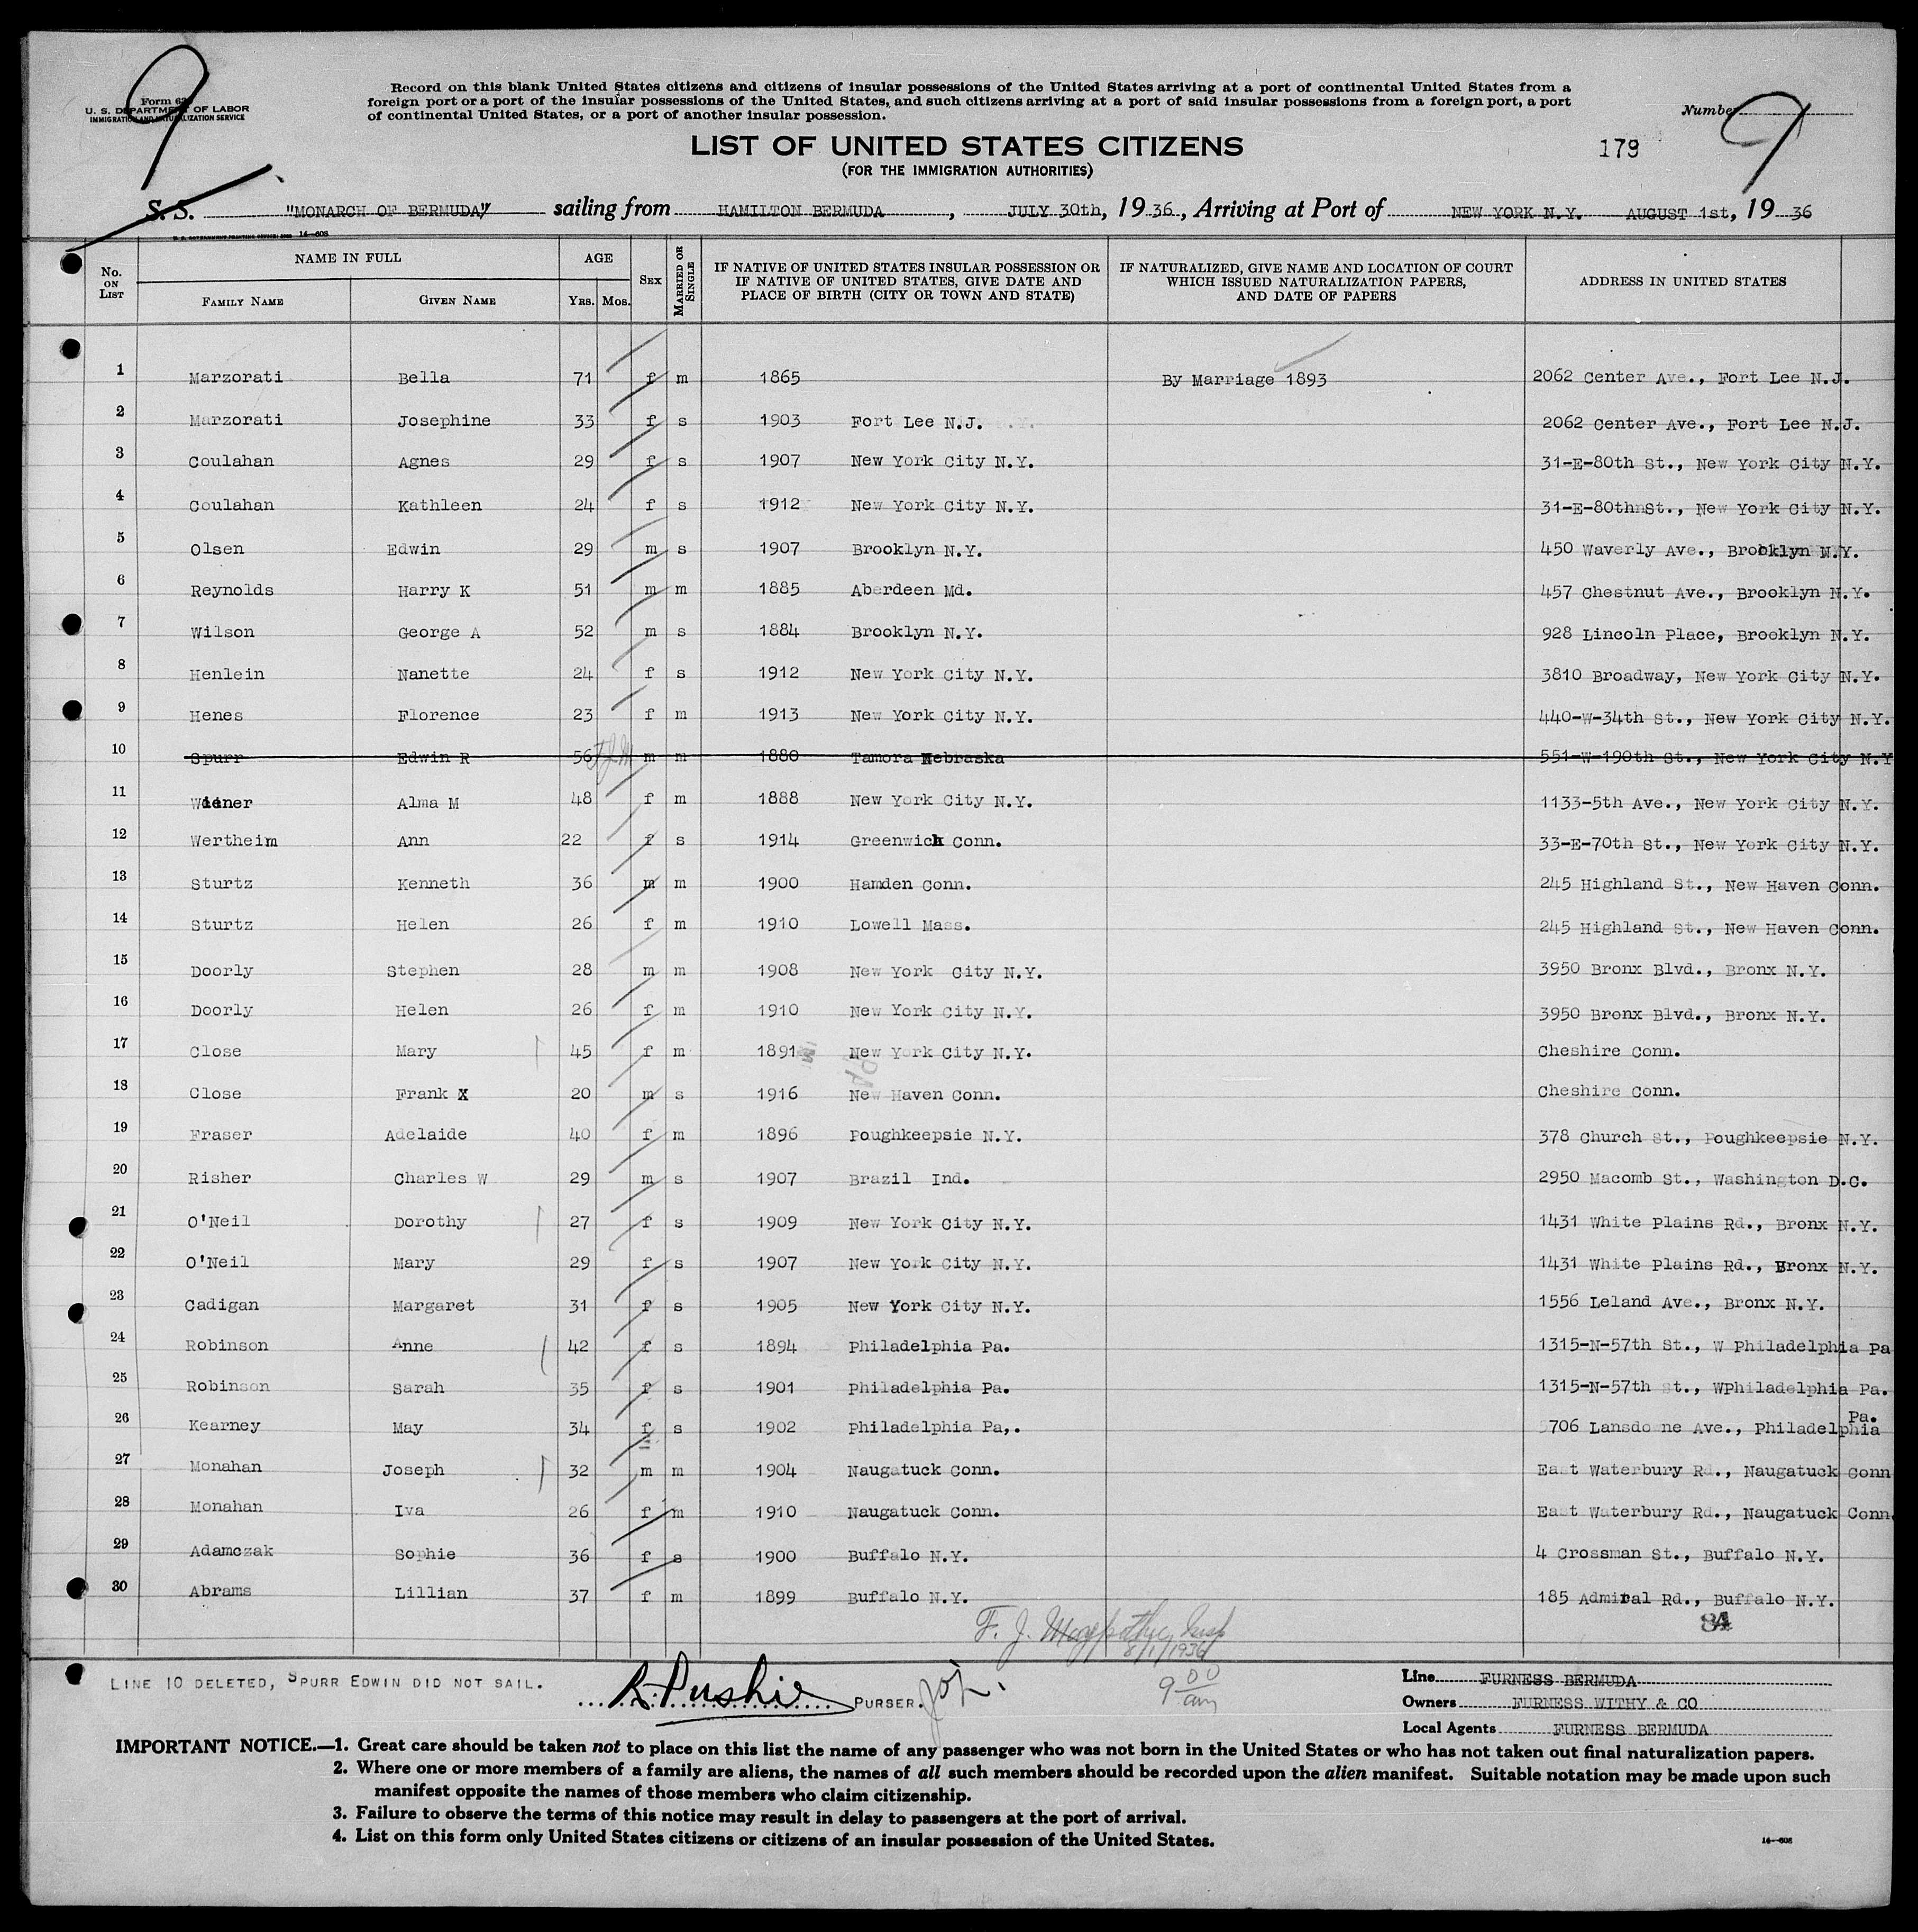 Form 630
U. S. DEPARTMENT OF LABOR
IMMIGRATION AND NATURALIZATION SERVICE
9
Record on this blank United States citizens and citizens of insular possessions of the United States arriving at a port of continental United States from a
foreign port or a port of the insular possessions of the United States, and such citizens arriving at a port of said insular possessions from a foreign port, a port
of continental United States, or a port of another insular possession.
Number 9
LIST OF UNITED STATES CITIZENS
(FOR THE IMMIGRATION AUTHORITIES)
179
S. S. "MONARCH OF BERMUDA" sailing from HAMILTON BERMUDA, JULY 30th, 1936, Arriving at Port of NEW YORK N.Y. AUGUST 1st, 1936
U. S. GOVERNMENT PRINTING OFFICE: 14—608
No. ON LIST NAME IN FULL FAMILY NAME GIVEN NAME AGE YRS. MOS. SEX MARRIED OR SINGLE IF NATIVE OF UNITED STATES INSULAR POSSESSION OR IF NATIVE OF UNITED STATES, GIVE DATE AND PLACE OF BIRTH (CITY OR TOWN AND STATE) IF NATURALIZED, GIVE NAME AND LOCATION OF COURT WHICH ISSUED NATURALIZATION PAPERS, AND DATE OF PAPERS ADDRESS IN UNITED STATES
1 Marzorati Bella 71 f m 1865 By Marriage 1893 2062 Center Ave., Fort Lee N.J.
2 Marzorati Josephine 33 f s 1903 Fort Lee N.J. 2062 Center Ave., Fort Lee N.J.
3 Coulahan Agnes 29 f s 1907 New York City N.Y. 31-E-80th St., New York City N.Y.
4 Coulahan Kathleen 24 f s 1912 New York City N.Y. 31-E-80thnSt., New York City N.Y.
5 Olsen Edwin 29 m s 1907 Brooklyn N.Y. 450 Waverly Ave., Brooklyn N.Y.
6 Reynolds Harry K 51 m m 1885 Aberdeen Md. 457 Chestnut Ave., Brooklyn N.Y.
7 Wilson George A 52 m s 1884 Brooklyn N.Y. 928 Lincoln Place, Brooklyn N.Y.
8 Henlein Nanette 24 f s 1912 New York City N.Y. 3810 Broadway, New York City N.Y.
9 Henes Florence 23 f m 1913 New York City N.Y. 440-W-34th St., New York City N.Y.
10 Spurr Edwin R 56 m m 1880 Tamora Nebraska 551-W-190th St., New York City N.Y
11 Wiener Alma M 48 f m 1888 New York City N.Y. 1133-5th Ave., New York City N.Y.
12 Wertheim Ann 22 f s 1914 Greenwich Conn. 33-E-70th St., New York City N.Y.
13 Sturtz Kenneth 36 m m 1900 Hamden Conn. 245 Highland St., New Haven Conn.
14 Sturtz Helen 26 f m 1910 Lowell Mass. 245 Highland St., New Haven Conn.
15 Doorly Stephen 28 m m 1908 New York City N.Y. 3950 Bronx Blvd., Bronx N.Y.
16 Doorly Helen 26 f m 1910 New York City N.Y. 3950 Bronx Blvd., Bronx N.Y.
17 Close Mary 45 f m 1891 New York City N.Y. Cheshire Conn.
18 Close Frank X 20 m s 1916 New Haven Conn. Cheshire Conn.
19 Fraser Adelaide 40 f m 1896 Poughkeepsie N.Y. 378 Church St., Poughkeepsie N.Y.
20 Risher Charles W 29 m s 1907 Brazil Ind. 2950 Macomb St., Washington D.C.
21 O'Neil Dorothy 27 f s 1909 New York City N.Y. 1431 White Plains Rd., Bronx N.Y.
22 O'Neil Mary 29 f s 1907 New York City N.Y. 1431 White Plains Rd., Bronx N.Y.
23 Cadigan Margaret 31 f s 1905 New York City N.Y. 1556 Leland Ave., Bronx N.Y.
24 Robinson Anne 42 f s 1894 Philadelphia Pa. 1315-N-57th St., W Philadelphia Pa
25 Robinson Sarah 35 f s 1901 Philadelphia Pa. 1315-N-57th St., WPhiladelphia Pa.
26 Kearney May 34 f s 1902 Philadelphia Pa,. 5706 Lansdowne Ave., Philadelphia Pa.
27 Monahan Joseph 32 m m 1904 Naugatuck Conn. East Waterbury Rd., Naugatuck Conn
28 Monahan Iva 26 f m 1910 Naugatuck Conn. East Waterbury Rd., Naugatuck Conn.
29 Adamczak Sophie 36 f s 1900 Buffalo N.Y. 4 Crossman St., Buffalo N.Y.
30 Abrams Lillian 37 f m 1899 Buffalo N.Y. 185 Admiral Rd., Buffalo N.Y.
84
F. J. Insp
8/1/1936
9 00 am
LINE 10 DELETED, SPURR EDWIN DID NOT SAIL.
R. Pushie PURSER.
Line FURNESS BERMUDA
Owners FURNESS WITHY & CO
Local Agents FURNESS BERMUDA
IMPORTANT NOTICE.—1. Great care should be taken not to place on this list the name of any passenger who was not born in the United States or who has not taken out final naturalization papers.
2. Where one or more members of a family are aliens, the names of all such members should be recorded upon the alien manifest. Suitable notation may be made upon such
manifest opposite the names of those members who claim citizenship.
3. Failure to observe the terms of this notice may result in delay to passengers at the port of arrival.
4. List on this form only United States citizens or citizens of an insular possession of the United States.
14—608